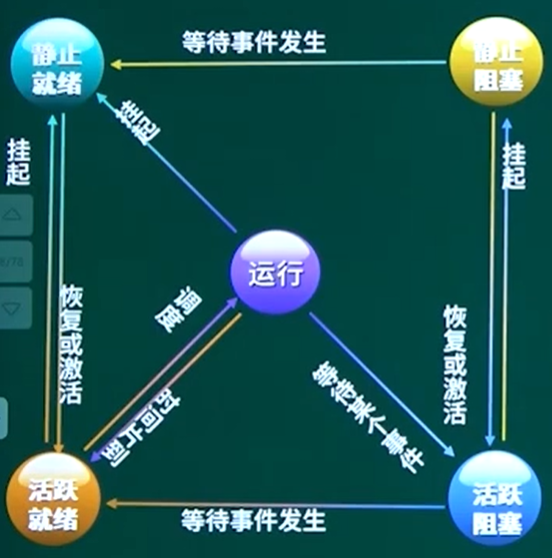 等待事件发生
静止
就绪
静止
阻塞
挂起
挂起
挂起
运行
恢复或激活
调度
时间片到
等待某个事件
恢复或激活
活跃
就绪
等待事件发生
活跃
阻塞